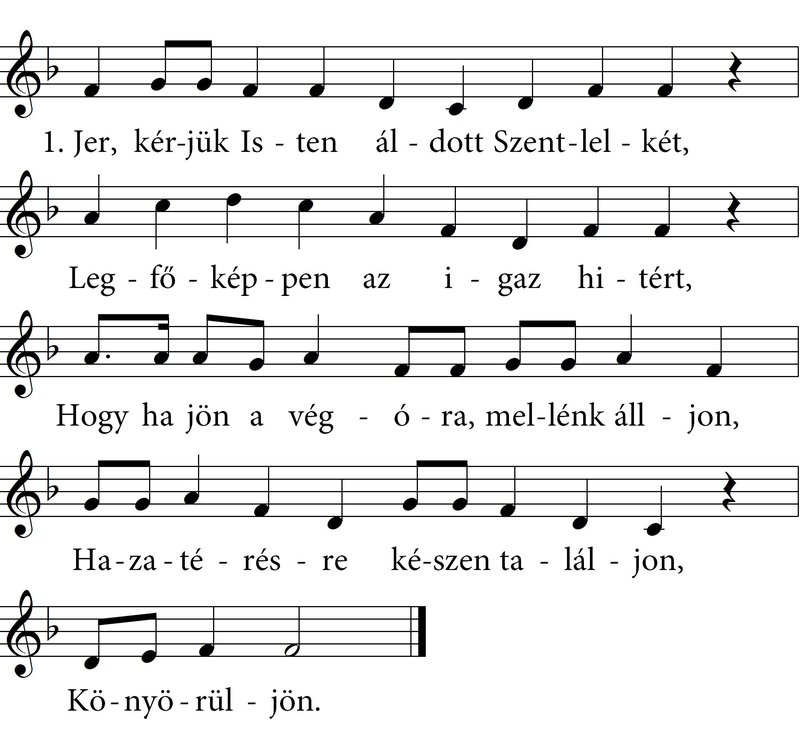 1. Jer, kér-jük Is - ten ál - dott Szent-lel - két,
Leg - fő - kép - pen az i - gaz hi - tért,
Hogy ha jön a vég - ó - ra, mel-lénk áll - jon,
Ha - za - té - rés - re ké-szen ta - lál - jon,
Kö - nyö - rül - jön.